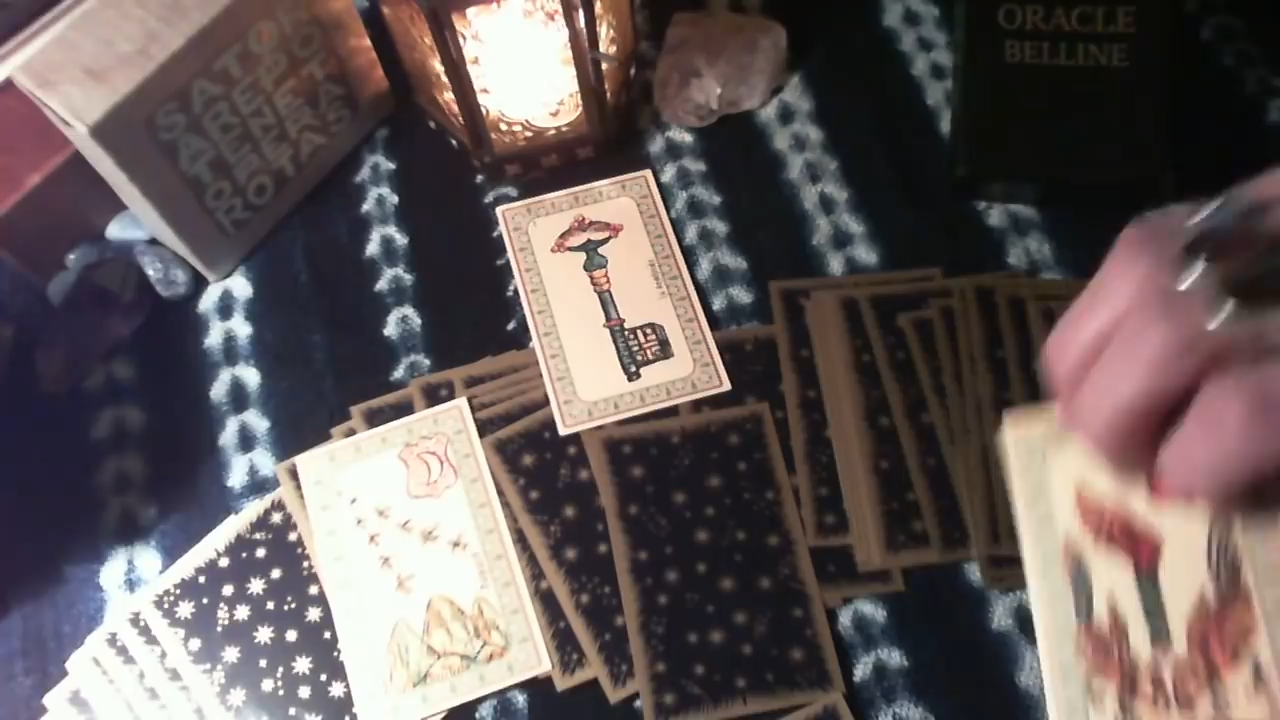 SATOR
AREPO
TENET
OPERA
ROTAS
ORACLE
BELLINE